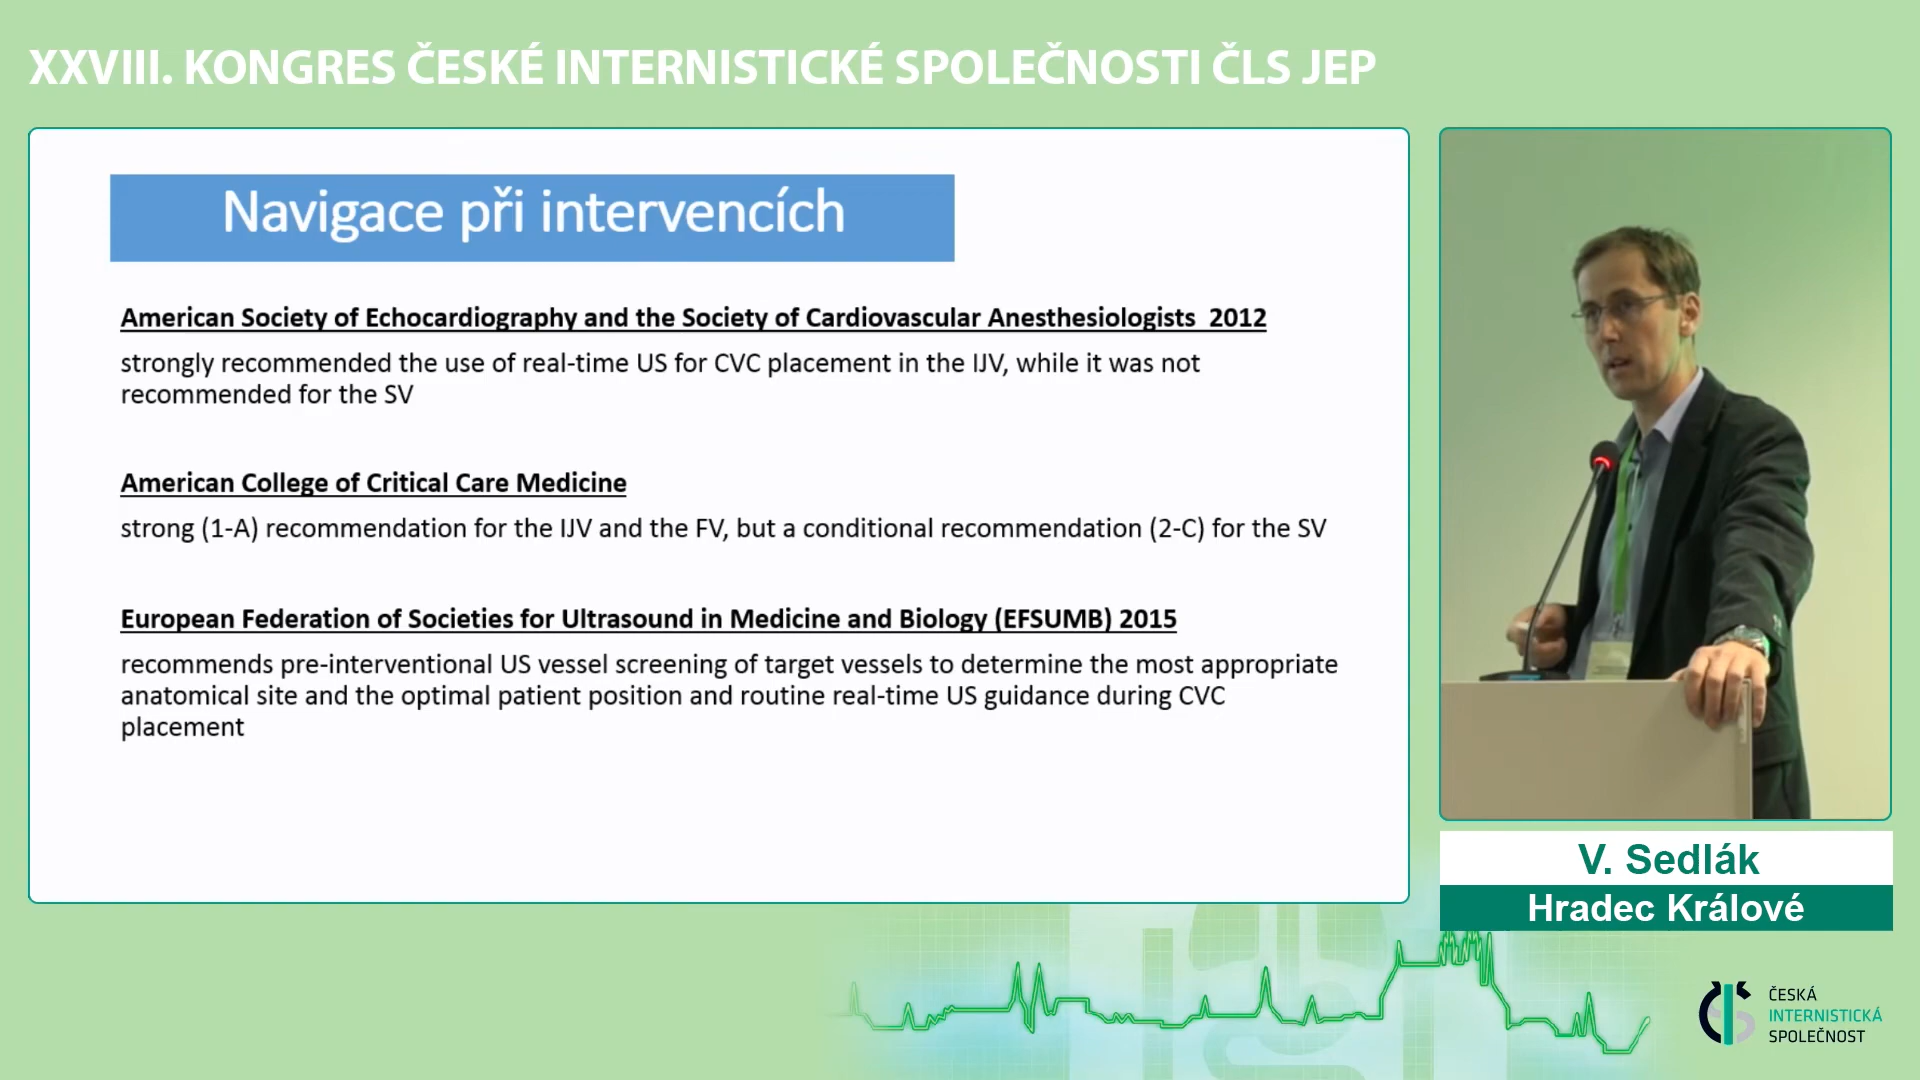 XXVIII. KONGRES ČESKÉ INTERNISTICKÉ SPOLEČNOSTI ČLS JEP
Navigace při intervencích
American Society of Echocardiography and the Society of Cardiovascular Anesthesiologists 2012
strongly recommended the use of real-time US for CVC placement in the IJV, while it was not
recommended for the SV
American College of Critical Care Medicine
strong (1-A) recommendation for the IJV and the FV, but a conditional recommendation (2-C) for the SV
European Federation of Societies for Ultrasound in Medicine and Biology (EFSUMB) 2015
recommends pre-interventional US vessel screening of target vessels to determine the most appropriate
anatomical site and the optimal patient position and routine real-time US guidance during CVC
placement
V. Sedlák
Hradec Králové
ČESKÁ
INTERNISTICKÁ
SPOLEČNOST